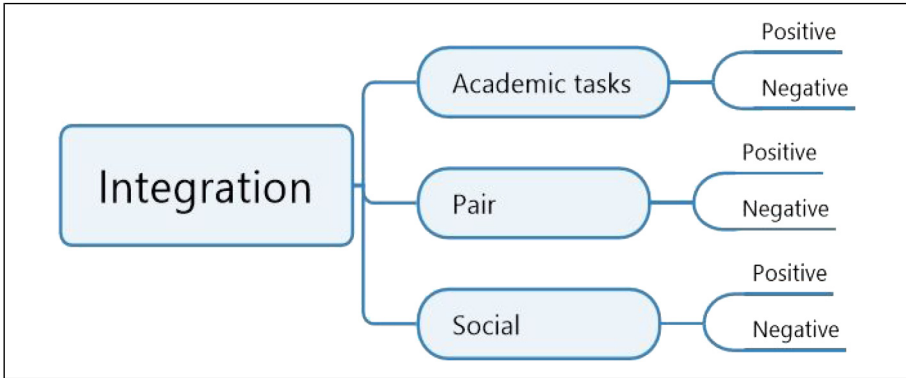 Integration
Academic tasks
Positive
Negative
Pair
Positive
Negative
Social
Positive
Negative